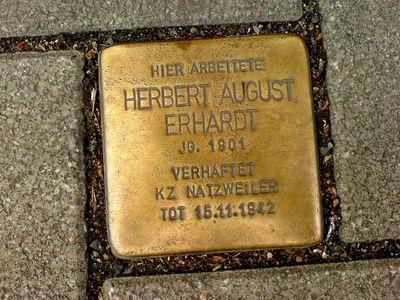 HIER ARBEITETE
HERBERT AUGUST
ERHARDT
JG. 1901
VERHAFTET
KZ NATZWEILER
TOT 15.11.1942